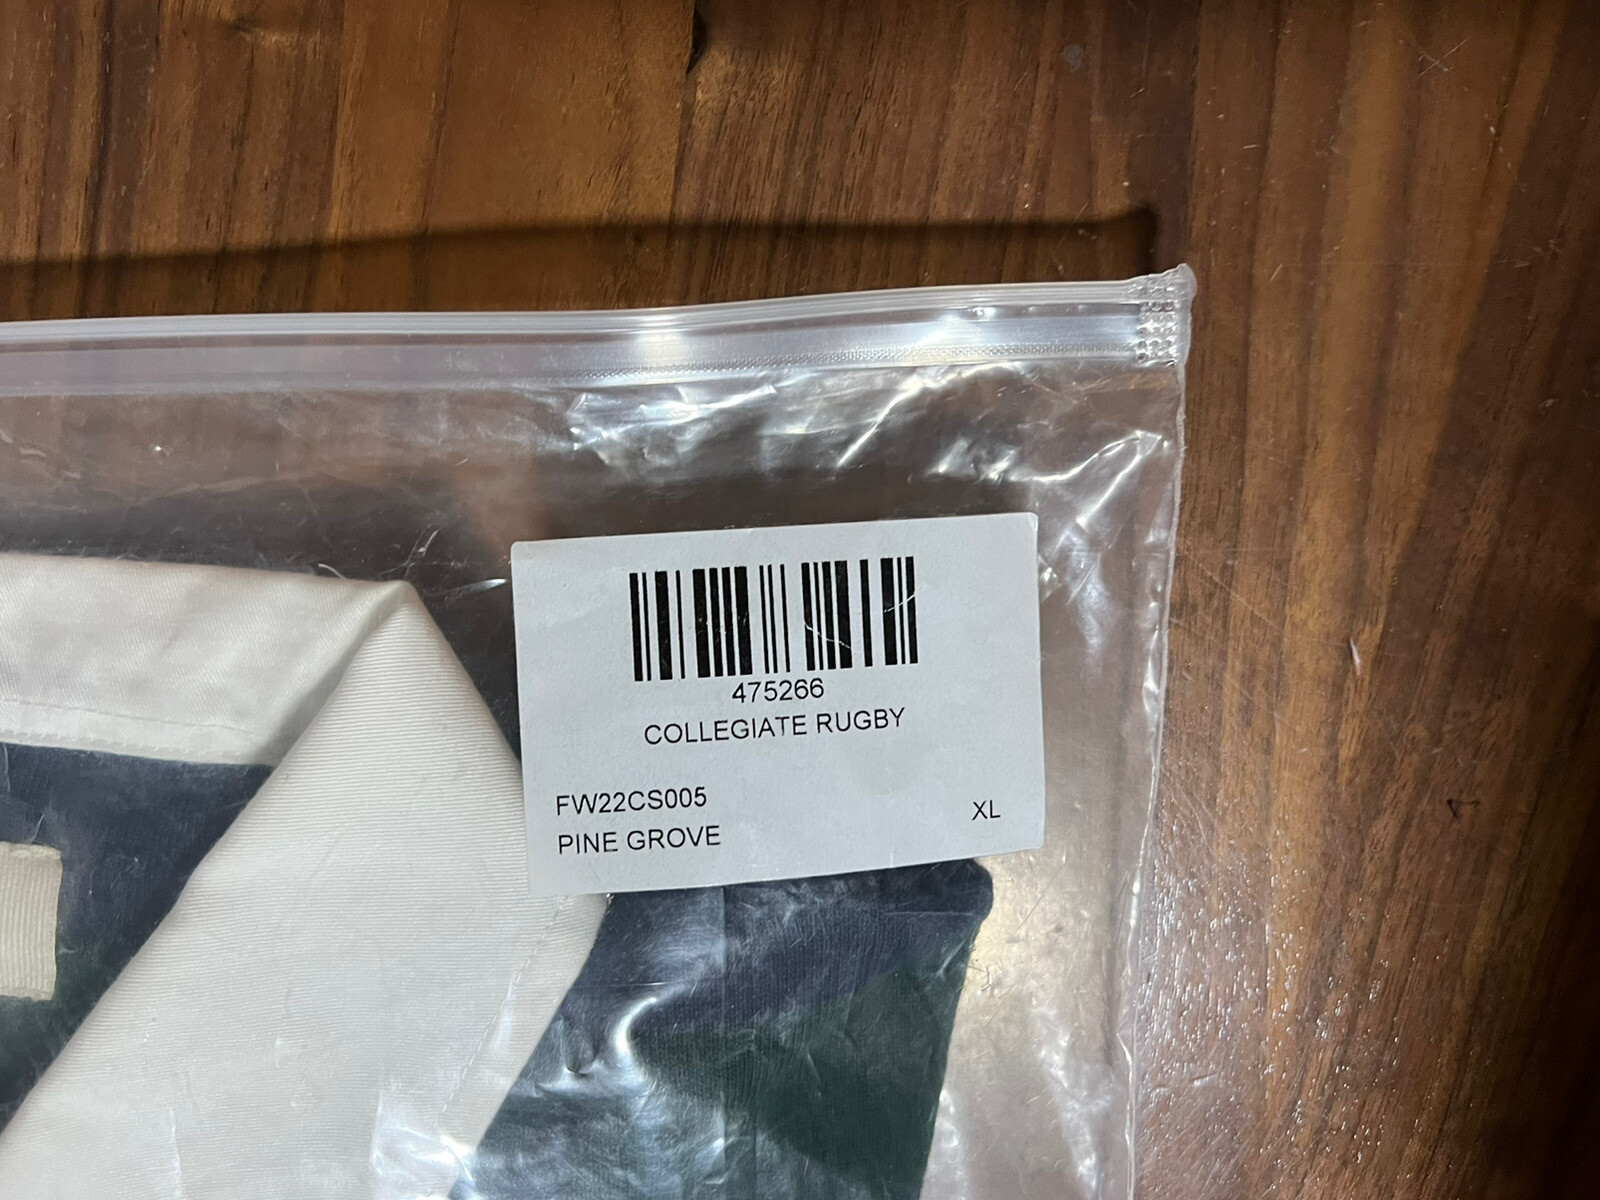 475266
COLLEGIATE RUGBY
FW22CS005
PINE GROVE
XL